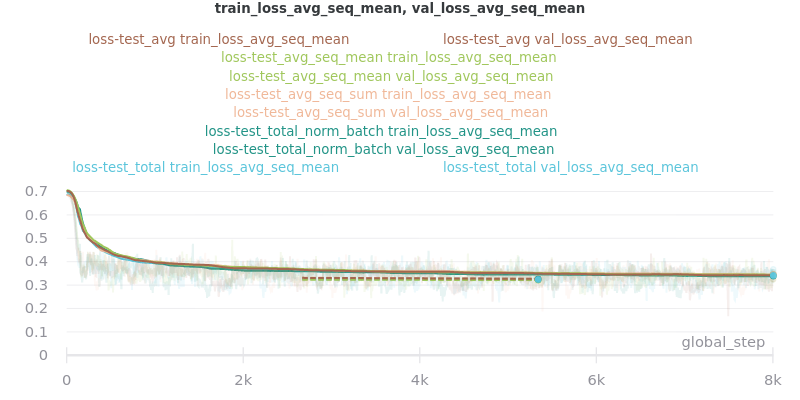 train_loss_avg_seq_mean, val_loss_avg_seq_mean
loss-test_avg train_loss_avg_seq_mean loss-test_avg val_loss_avg_seq_mean
loss-test_avg_seq_mean train_loss_avg_seq_mean
loss-test_avg_seq_mean val_loss_avg_seq_mean
loss-test_avg_seq_sum train_loss_avg_seq_mean
loss-test_avg_seq_sum val_loss_avg_seq_mean
loss-test_total_norm_batch train_loss_avg_seq_mean
loss-test_total_norm_batch val_loss_avg_seq_mean
loss-test_total train_loss_avg_seq_mean loss-test_total val_loss_avg_seq_mean
0.7
0.6
0.5
0.4
0.3
0.2
0.1
0
global_step
0 2k 4k 6k 8k